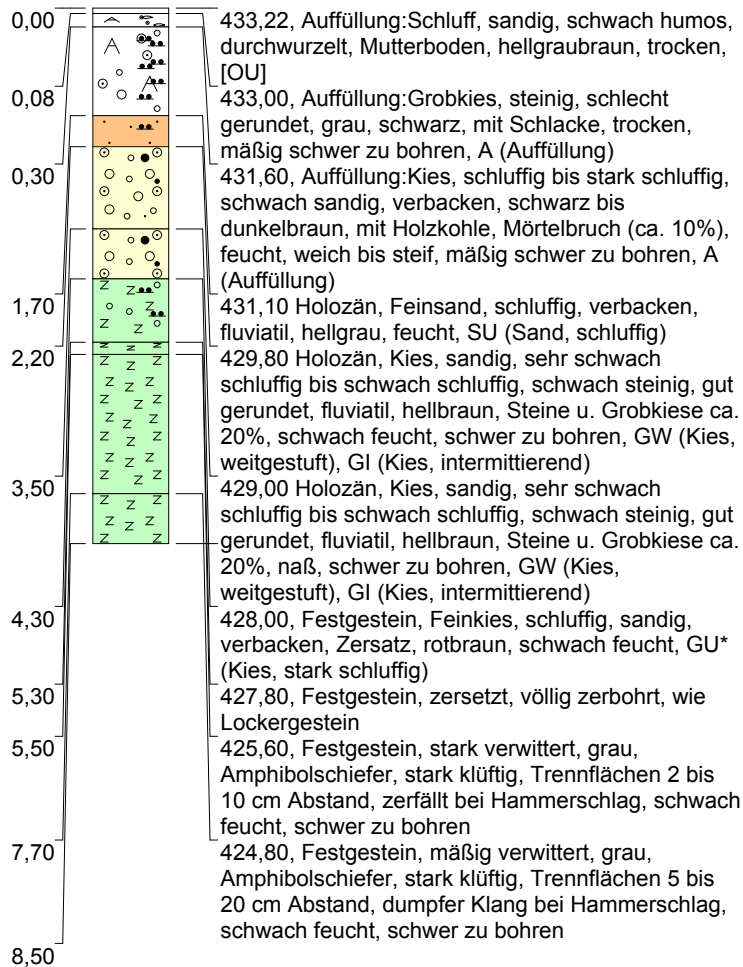 0,00
433,22, Auffüllung:Schluff, sandig, schwach humos,
durchwurzelt, Mutterboden, hellgraubraun, trocken,
[OU]
0,08
433,00, Auffüllung:Grobkies, steinig, schlecht
gerundet, grau, schwarz, mit Schlacke, trocken,
mäßig schwer zu bohren, A (Auffüllung)
0,30
431,60, Auffüllung:Kies, schluffig bis stark schluffig,
schwach sandig, verbacken, schwarz bis
dunkelbraun, mit Holzkohle, Mörtelbruch (ca. 10%),
feucht, weich bis steif, mäßig schwer zu bohren, A
(Auffüllung)
1,70
431,10 Holozän, Feinsand, schluffig, verbacken,
fluviatil, hellgrau, feucht, SU (Sand, schluffig)
2,20
429,80 Holozän, Kies, sandig, sehr schwach
schluffig bis schwach schluffig, schwach steinig, gut
gerundet, fluviatil, hellbraun, Steine u. Grobkiese ca.
20%, schwach feucht, schwer zu bohren, GW (Kies,
weitgestuft), GI (Kies, intermittierend)
3,50
429,00 Holozän, Kies, sandig, sehr schwach
schluffig bis schwach schluffig, schwach steinig, gut
gerundet, fluviatil, hellbraun, Steine u. Grobkiese ca.
20%, naß, schwer zu bohren, GW (Kies,
weitgestuft), GI (Kies, intermittierend)
4,30
428,00, Festgestein, Feinkies, schluffig, sandig,
verbacken, Zersatz, rotbraun, schwach feucht, GU*
(Kies, stark schluffig)
5,30
427,80, Festgestein, zersetzt, völlig zerbohrt, wie
Lockergestein
5,50
425,60, Festgestein, stark verwittert, grau,
Amphibolschiefer, stark klüftig, Trennflächen 2 bis
10 cm Abstand, zerfällt bei Hammerschlag, schwach
feucht, schwer zu bohren
7,70
424,80, Festgestein, mäßig verwittert, grau,
Amphibolschiefer, stark klüftig, Trennflächen 5 bis
20 cm Abstand, dumpfer Klang bei Hammerschlag,
schwach feucht, schwer zu bohren
8,50